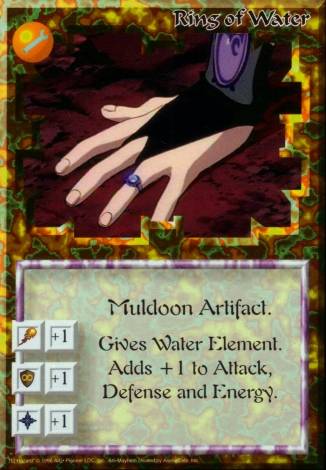 Ring of Water
Muldoon Artifact.
Gives Water Element.
Adds +1 to Attack,
Defense and Energy.
+1
+1
+1